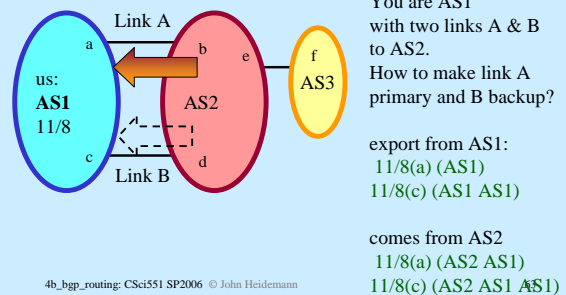 You are AS1
with two links A & B
to AS2.
How to make link A
primary and B backup?
export from AS1:
11/8(a) (AS1)
11/8(c) (AS1 AS1)
comes from AS2
11/8(a) (AS2 AS1)
11/8(c) (AS2 AS1 AS1)
Link A
a
b
e
f
us:
AS1
11/8
AS2
AS3
c
d
Link B
4b_bgp_routing: CSci551 SP2006 © John Heidemann